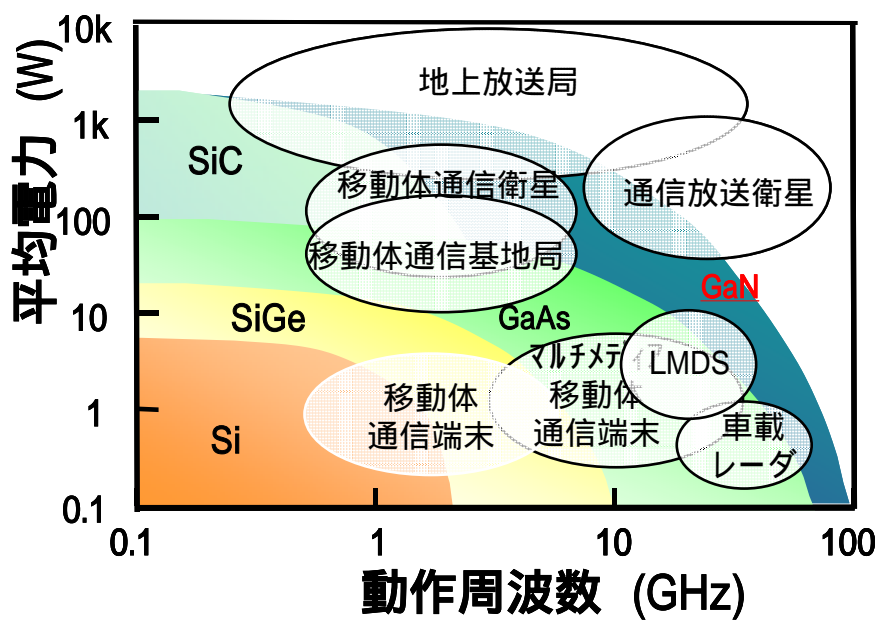 10k
1k
100
10
1
0.1
平均電力 (W)
地上放送局
SiC
移動体通信衛星
通信放送衛星
移動体通信基地局
GaN
SiGe
GaAs
マルチメディア
移動体
通信端末
LMDS
移動体
通信端末
Si
車載
レーダ
0.1
1
10
100
動作周波数 (GHz)